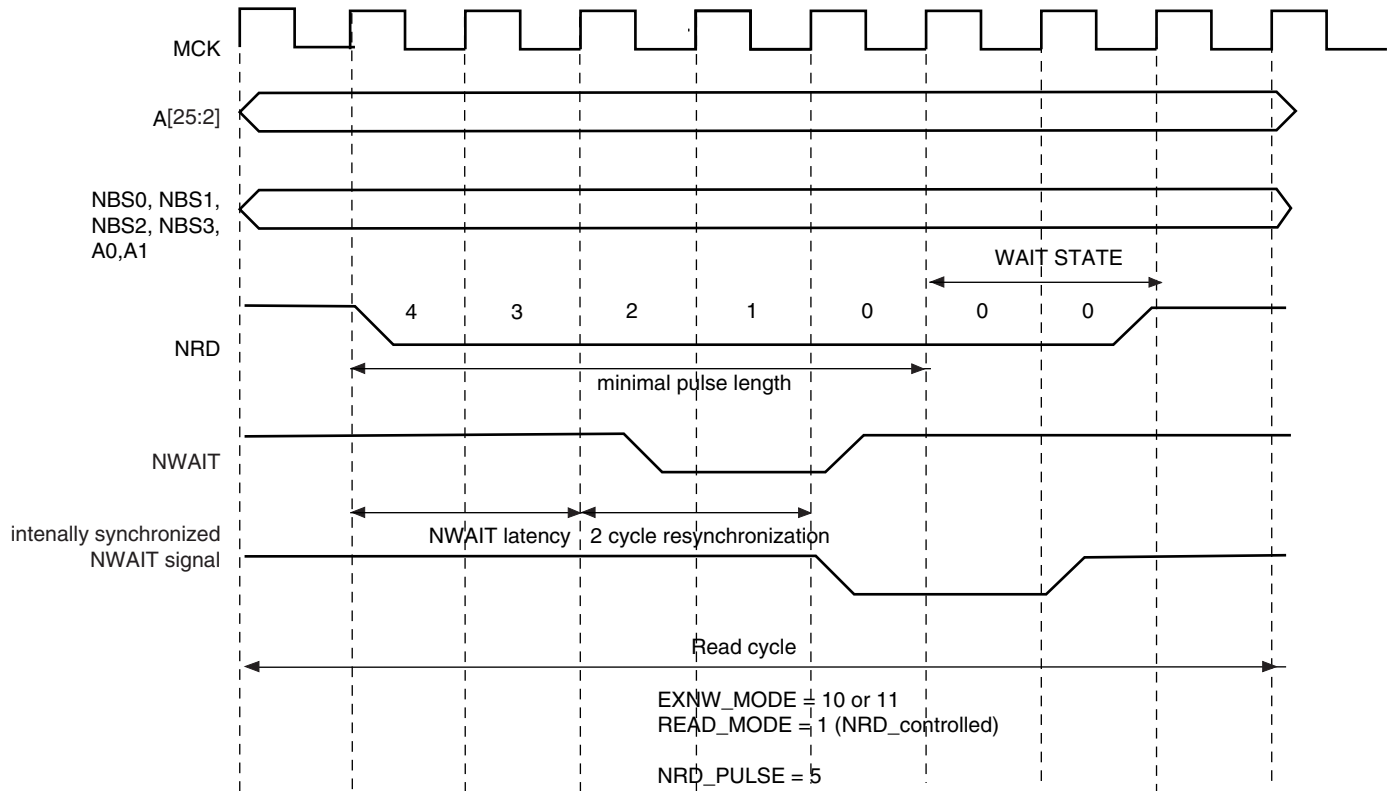 MCK
A[25:2]
NBS0, NBS1,
NBS2, NBS3,
A0,A1
WAIT STATE
4 3 2 1 0 0 0
NRD
minimal pulse length
NWAIT
NWAIT latency 2 cycle resynchronization
intenally synchronized
NWAIT signal
Read cycle
EXNW_MODE = 10 or 11
READ_MODE = 1 (NRD_controlled)
NRD_PULSE = 5